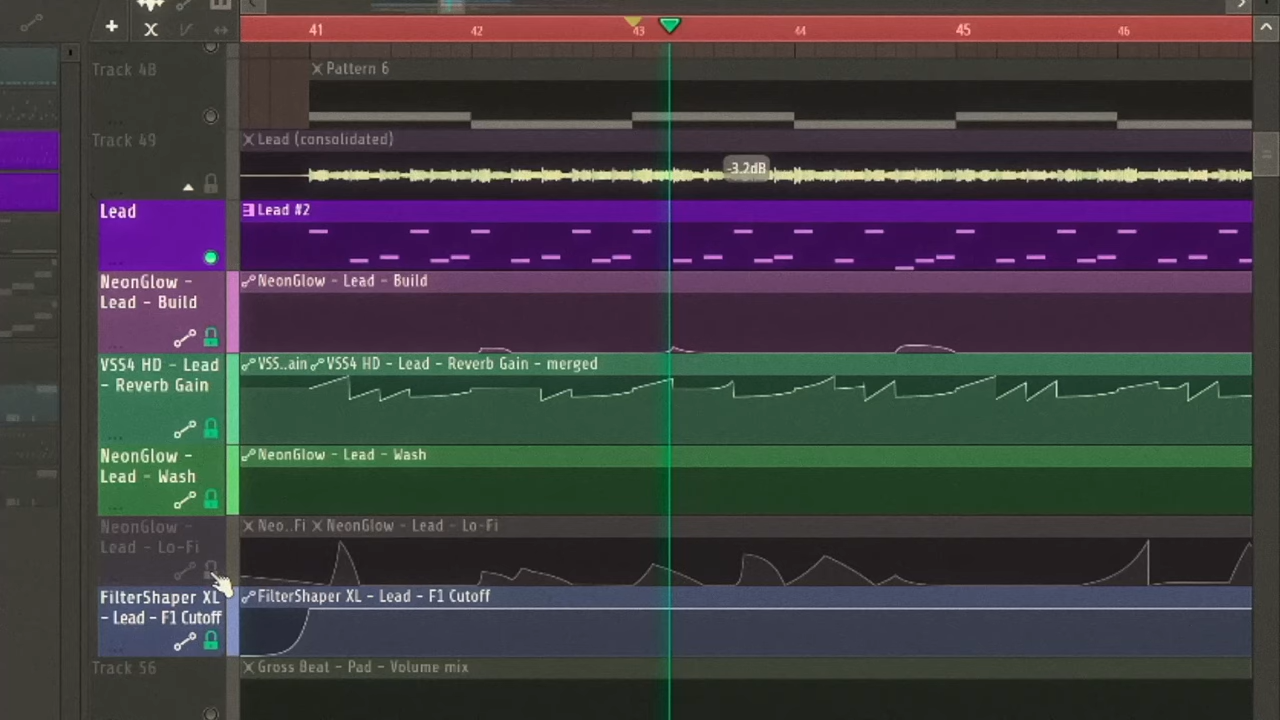 41 42 43 44 45 46
Track 48
Pattern 6
Track 49
Lead (consolidated)
-3.2dB
Lead
Lead #2
NeonGlow -
Lead - Build
NeonGlow - Lead - Build
VSS4 HD - Lead
- Reverb Gain
VSS..ain
VSS4 HD - Lead - Reverb Gain - merged
NeonGlow -
Lead - Wash
NeonGlow - Lead - Wash
NeonGlow -
Lead - Lo-Fi
Neo..Fi
NeonGlow - Lead - Lo-Fi
FilterShaper XL
- Lead - F1 Cutoff
FilterShaper XL - Lead - F1 Cutoff
Track 56
Gross Beat - Pad - Volume mix